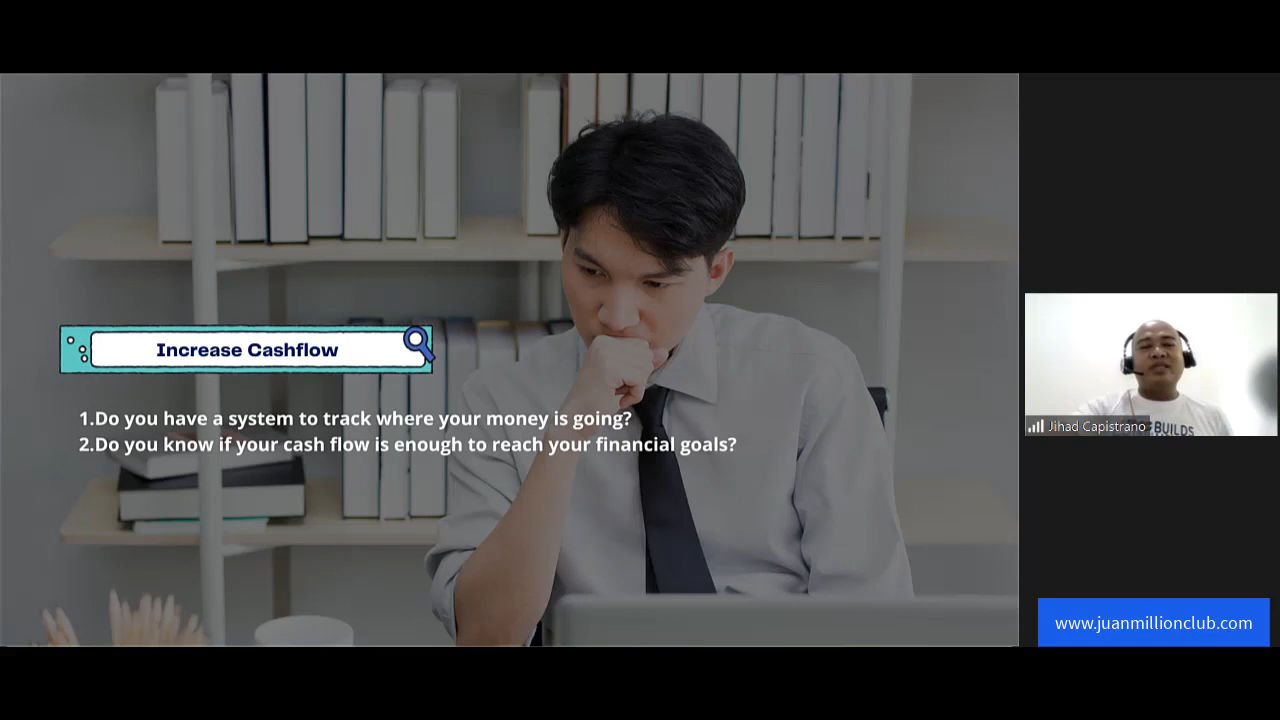 Increase Cashflow
1.Do you have a system to track where your money is going?
2.Do you know if your cash flow is enough to reach your financial goals?
BUILDS
Jihad Capistrano
www.juanmillionclub.com